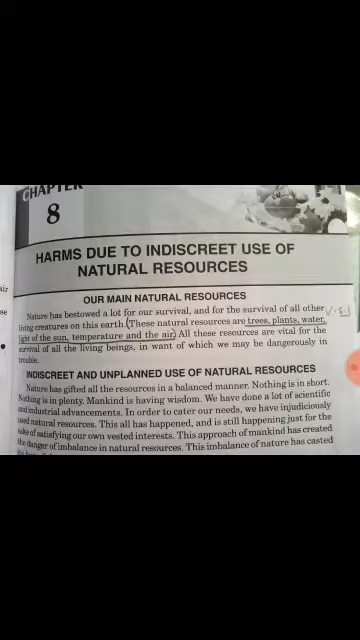 CHAPTER
8
HARMS DUE TO INDISCREET USE OF
NATURAL RESOURCES
OUR MAIN NATURAL RESOURCES
Nature has bestowed a lot for our survival, and for the survival of all other
living creatures on this earth. (These natural resources are trees, plants, water,
light of the sun, temperature and the air.) All these resources are vital for the
survival of all the living beings, in want of which we may be dangerously in
trouble.
INDISCREET AND UNPLANNED USE OF NATURAL RESOURCES
Nature has gifted all the resources in a balanced manner. Nothing is in short.
Nothing is in plenty. Mankind is having wisdom. We have done a lot of scientific
and industrial advancements. In order to cater our needs, we have injudiciously
used natural resources. This all has happened, and is still happening just for the
sake of satisfying our own vested interests. This approach of mankind has created
the danger of imbalance in natural resources. This imbalance of nature has casted